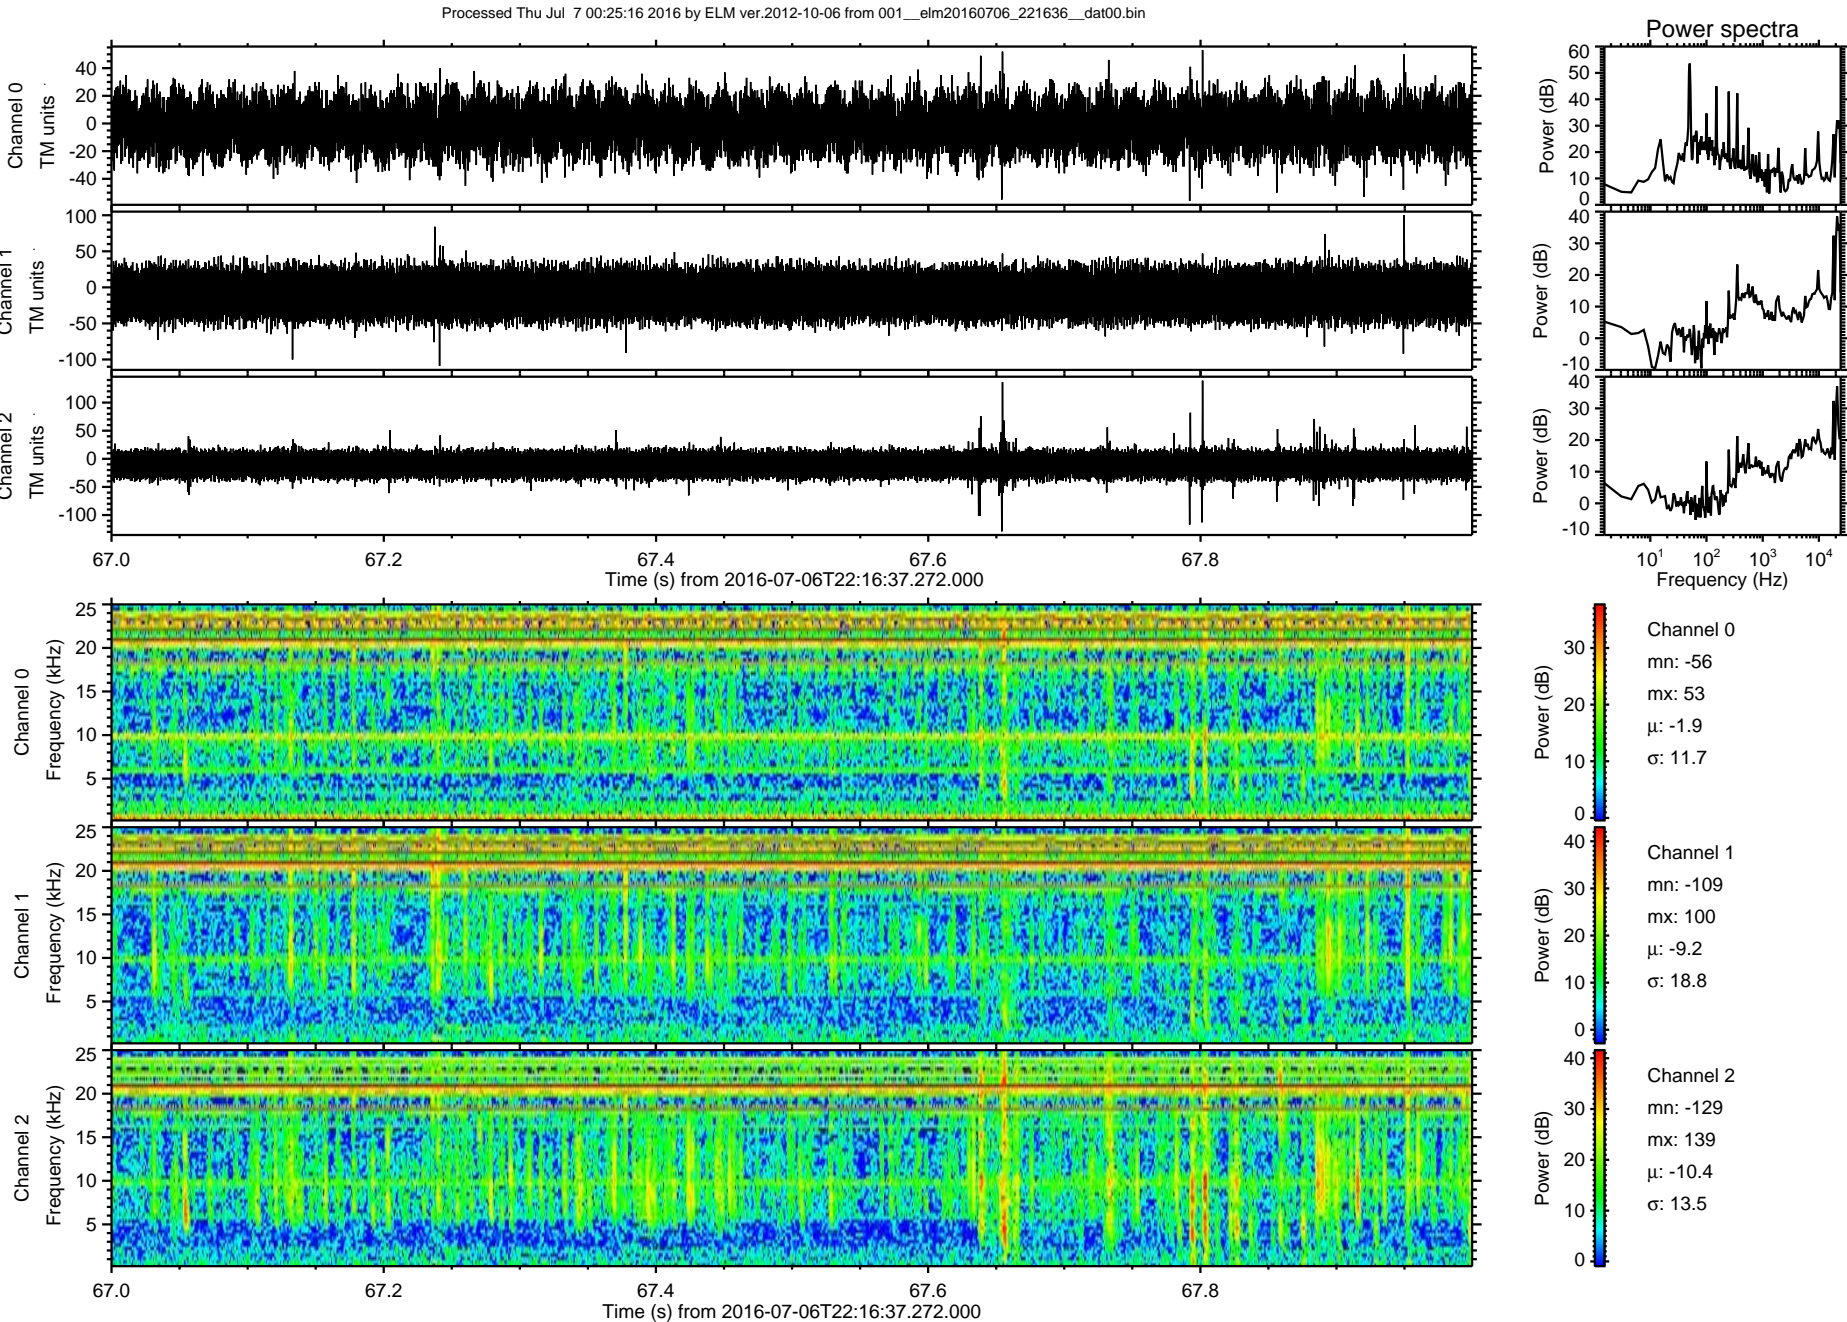 Processed Thu Jul 7 00:25:16 2016 by ELM ver.2012-10-06 from 001__elm20160706_221636__dat00.bin
Power spectra
Channel 0
TM units
40
20
0
-20
-40
Power (dB)
60
50
40
30
20
10
0
Channel 1
TM units
100
50
0
-50
-100
Power (dB)
40
30
20
10
0
-10
Channel 2
TM units
100
50
0
-50
-100
Power (dB)
40
30
20
10
0
-10
67.0 67.2 67.4 67.6 67.8
Time (s) from 2016-07-06T22:16:37.272.000
10^1 10^2 10^3 10^4
Frequency (Hz)
Channel 0
Frequency (kHz)
25
20
15
10
5
Power (dB)
30
20
10
0
Channel 0
mn: -56
mx: 53
μ: -1.9
σ: 11.7
Channel 1
Frequency (kHz)
25
20
15
10
5
Power (dB)
40
30
20
10
0
Channel 1
mn: -109
mx: 100
μ: -9.2
σ: 18.8
Channel 2
Frequency (kHz)
25
20
15
10
5
Power (dB)
40
30
20
10
0
Channel 2
mn: -129
mx: 139
μ: -10.4
σ: 13.5
67.0 67.2 67.4 67.6 67.8
Time (s) from 2016-07-06T22:16:37.272.000